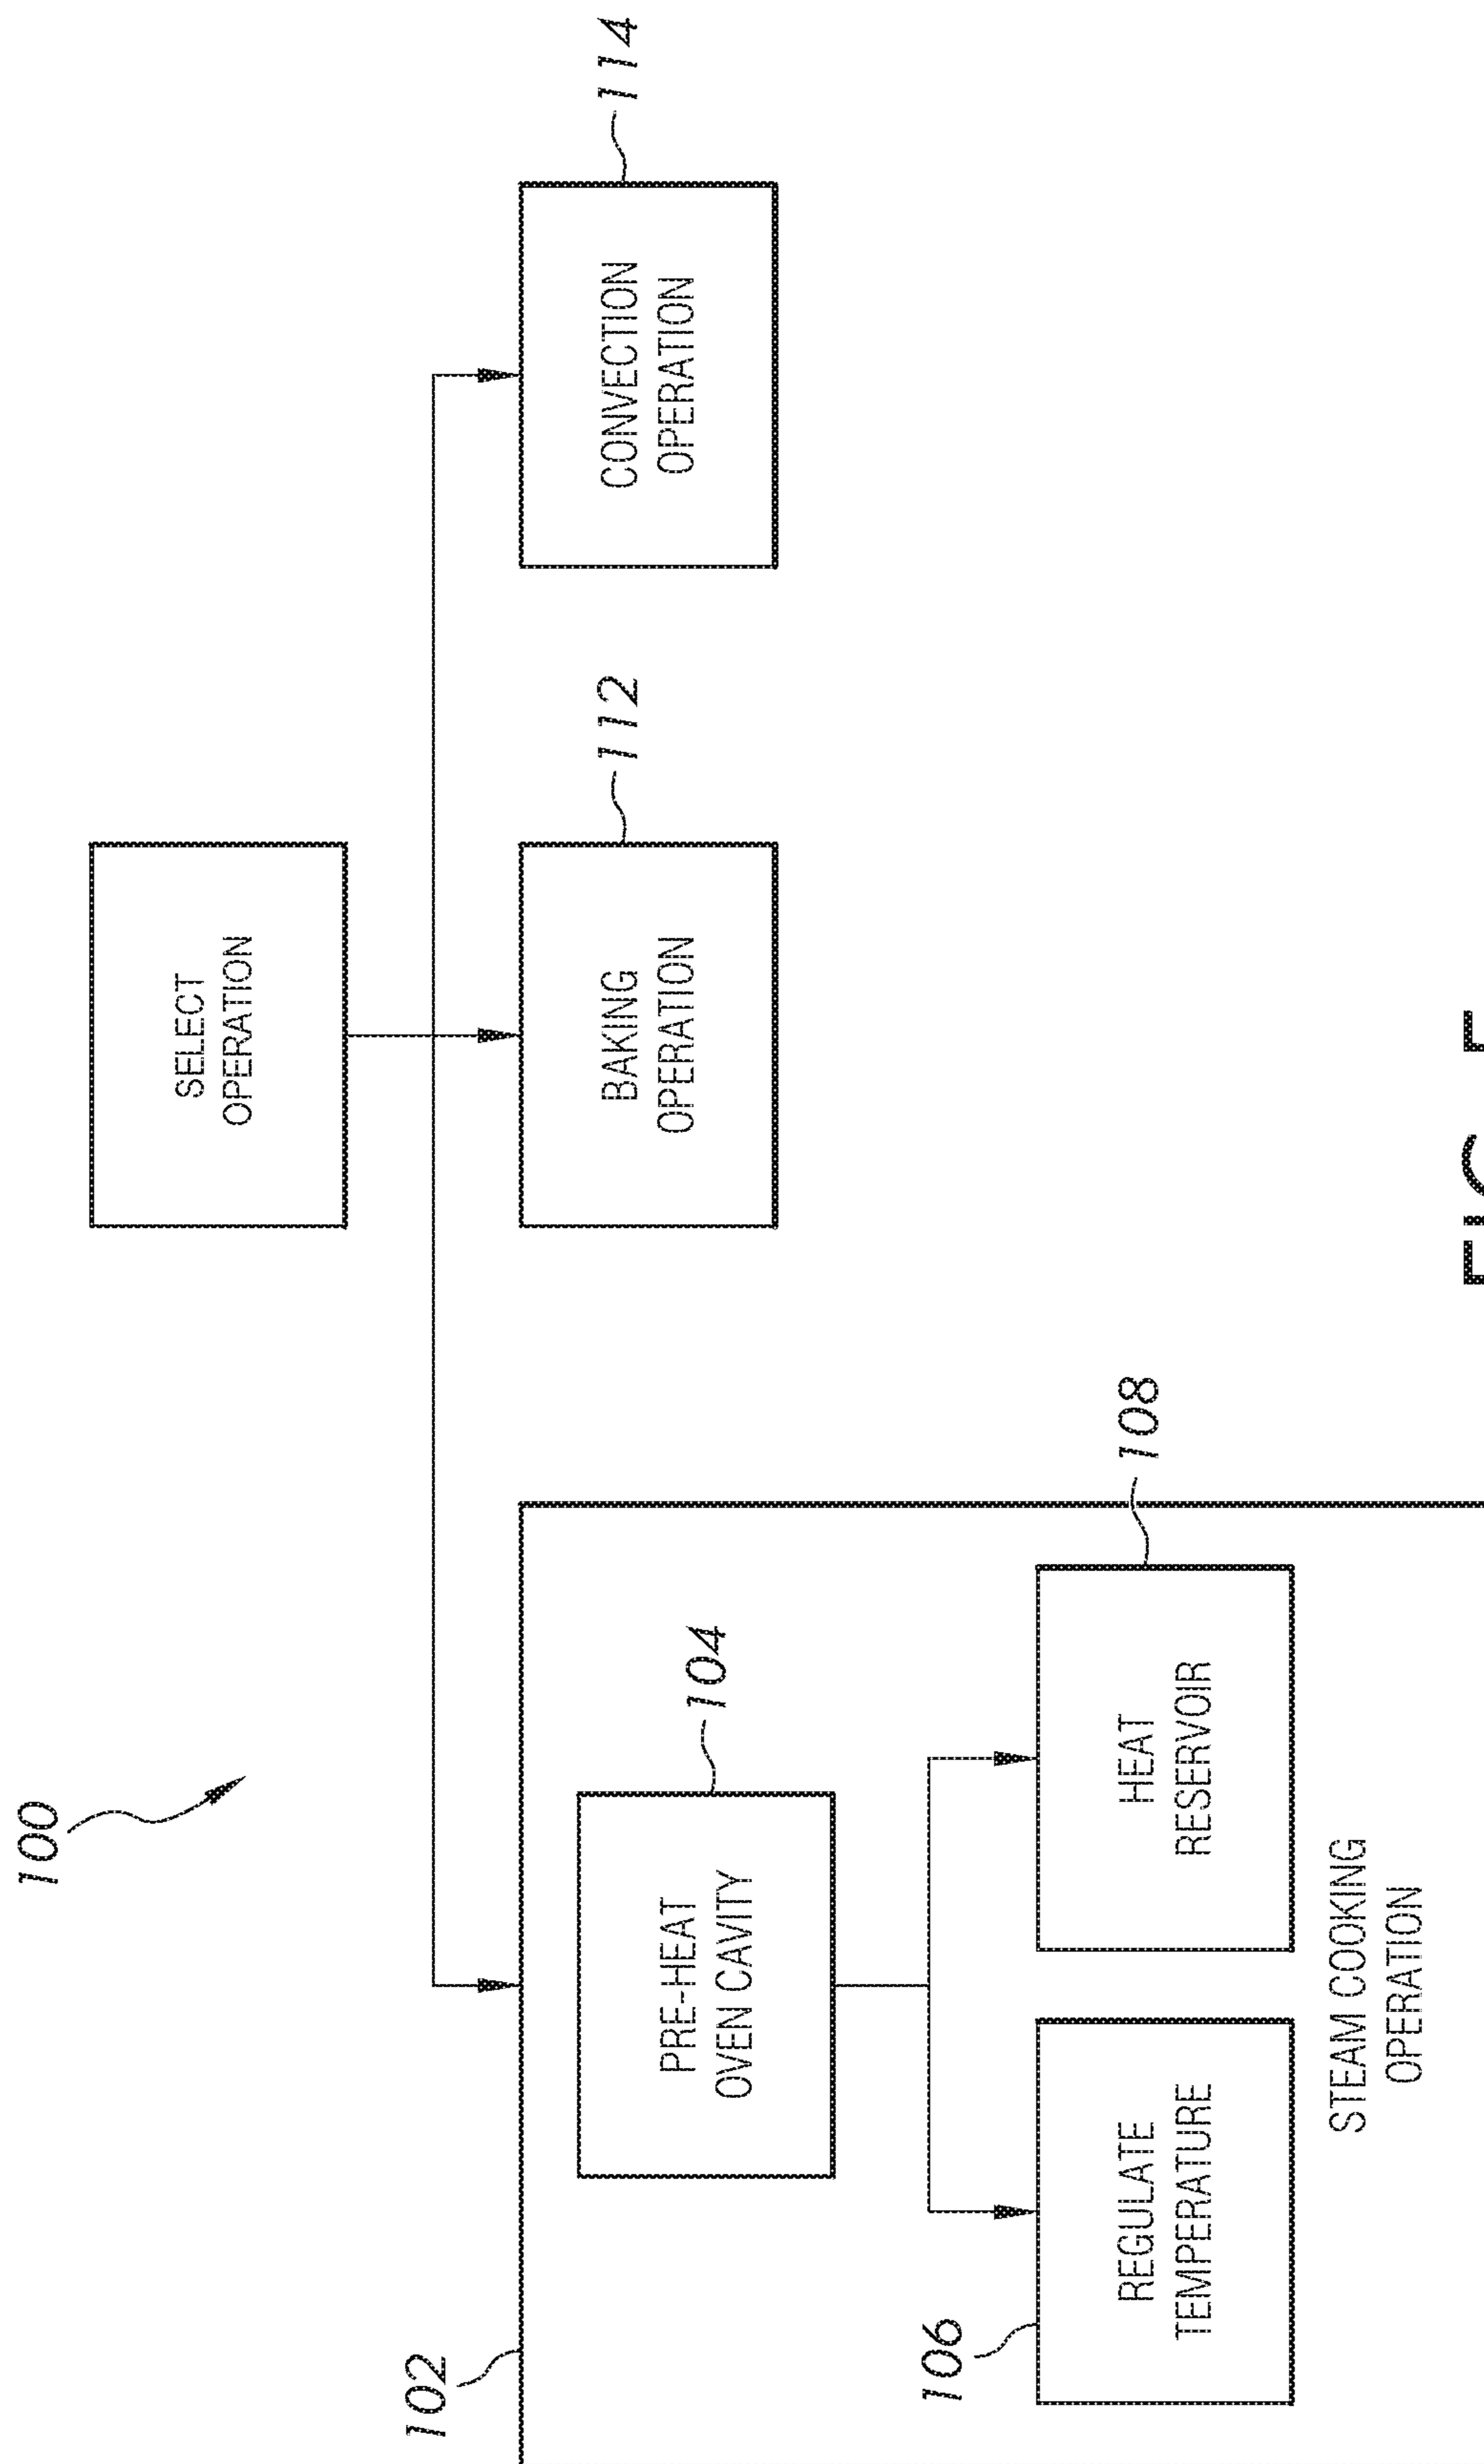 100
SELECT
OPERATION
102
104
PRE-HEAT
OVEN CAVITY
106
REGULATE
TEMPERATURE
108
HEAT
RESERVOIR
STEAM COOKING
OPERATION
112
BAKING
OPERATION
114
CONVECTION
OPERATION